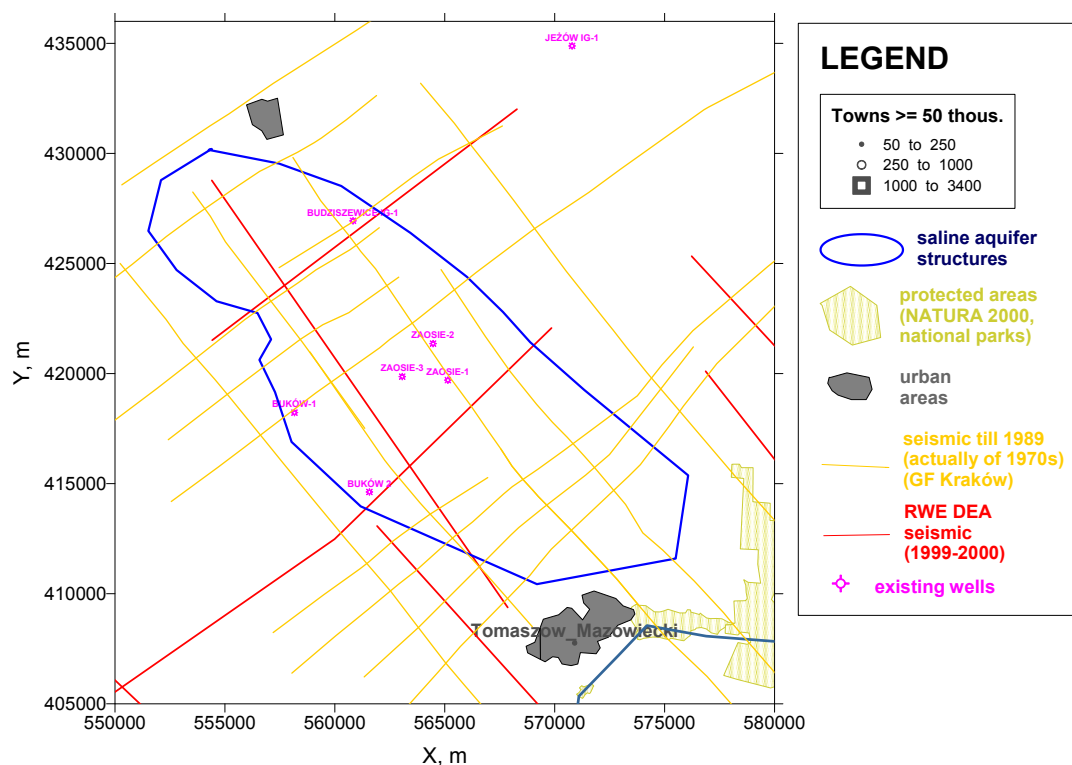 435000
430000
425000
420000
415000
410000
405000
Y, m
550000
555000
560000
565000
570000
575000
580000
X, m
JEŻÓW IG-1
BUDZISZEWICE IG-1
ZAOSIE-2
ZAOSIE-3
ZAOSIE-1
BUKÓW-1
BUKÓW 2
Tomaszow_Mazowiecki
LEGEND
Towns >= 50 thous.
50 to 250
250 to 1000
1000 to 3400
saline aquifer
structures
protected areas
(NATURA 2000,
national parks)
urban
areas
seismic till 1989
(actually of 1970s)
(GF Kraków)
RWE DEA
seismic
(1999-2000)
existing wells